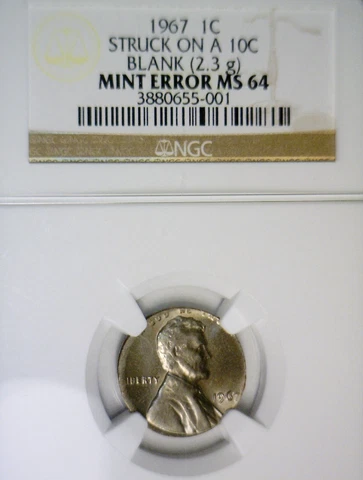 1967 1C
STRUCK ON A 10C
BLANK (2.3 g)
MINT ERROR MS 64
3880655-001
NGC
LIBERTY
1967